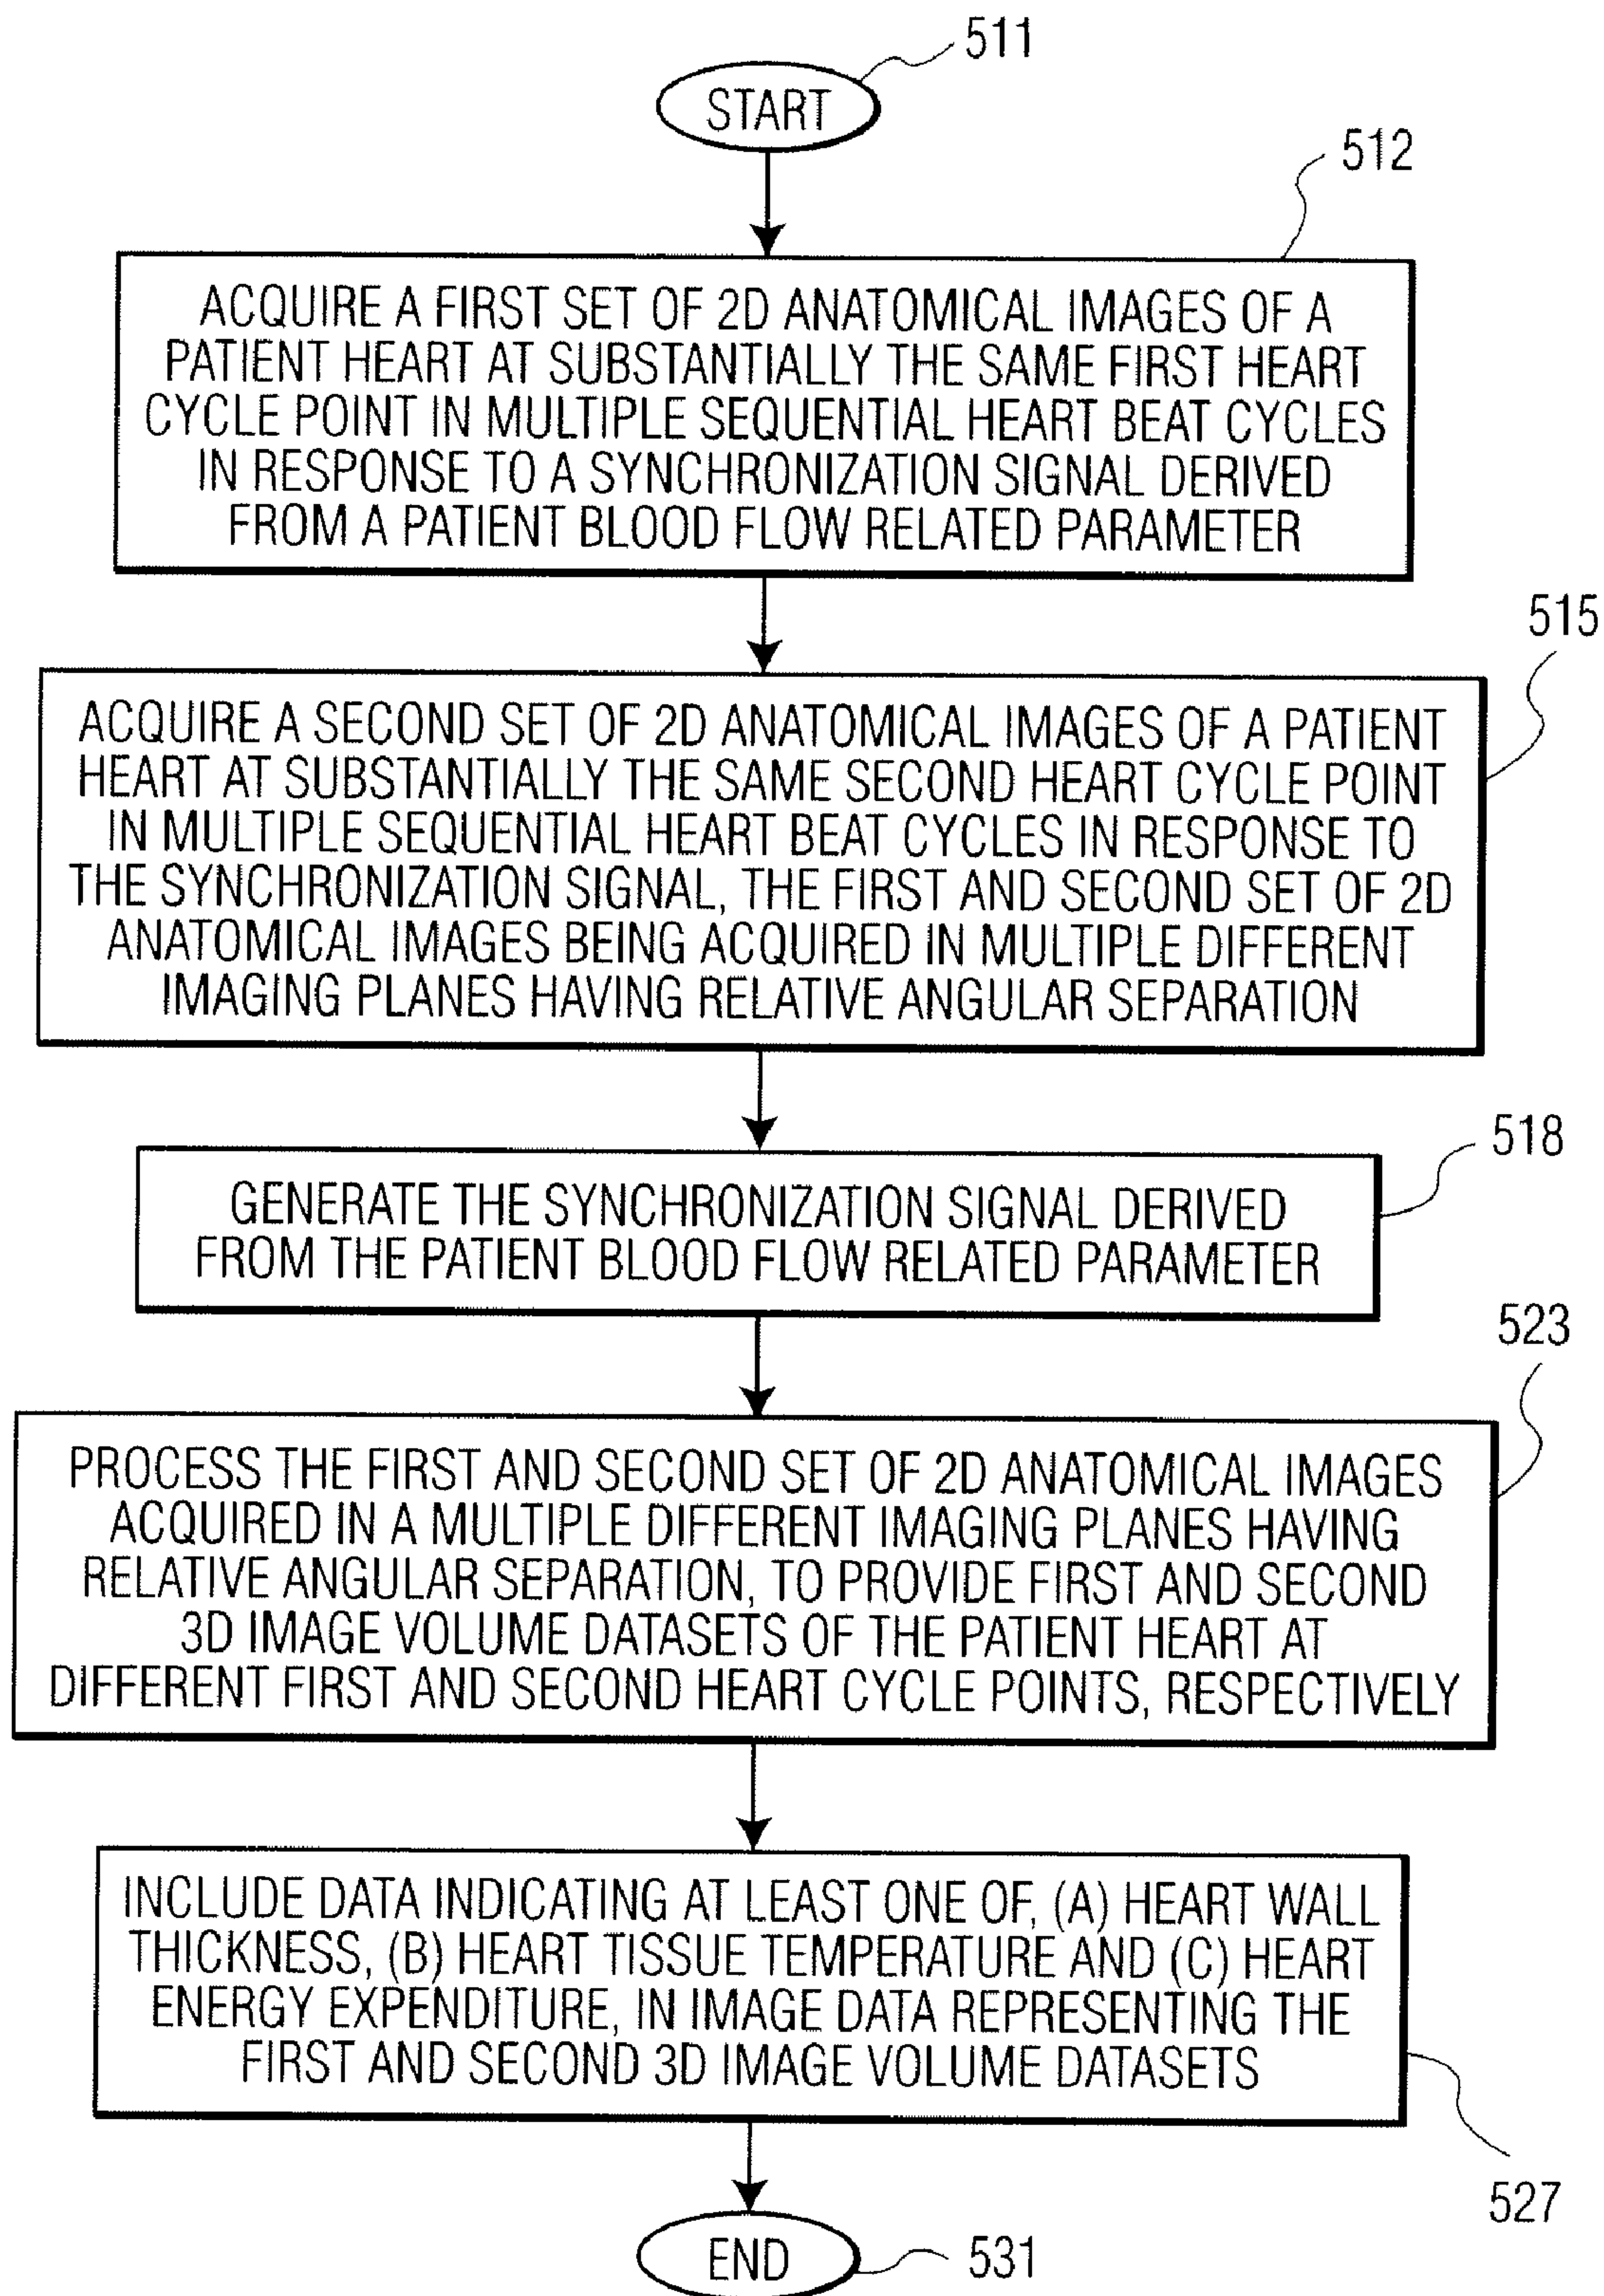 511
START
512
ACQUIRE A FIRST SET OF 2D ANATOMICAL IMAGES OF A
PATIENT HEART AT SUBSTANTIALLY THE SAME FIRST HEART
CYCLE POINT IN MULTIPLE SEQUENTIAL HEART BEAT CYCLES
IN RESPONSE TO A SYNCHRONIZATION SIGNAL DERIVED
FROM A PATIENT BLOOD FLOW RELATED PARAMETER
515
ACQUIRE A SECOND SET OF 2D ANATOMICAL IMAGES OF A PATIENT
HEART AT SUBSTANTIALLY THE SAME SECOND HEART CYCLE POINT
IN MULTIPLE SEQUENTIAL HEART BEAT CYCLES IN RESPONSE TO
THE SYNCHRONIZATION SIGNAL, THE FIRST AND SECOND SET OF 2D
ANATOMICAL IMAGES BEING ACQUIRED IN MULTIPLE DIFFERENT
IMAGING PLANES HAVING RELATIVE ANGULAR SEPARATION
518
GENERATE THE SYNCHRONIZATION SIGNAL DERIVED
FROM THE PATIENT BLOOD FLOW RELATED PARAMETER
523
PROCESS THE FIRST AND SECOND SET OF 2D ANATOMICAL IMAGES
ACQUIRED IN A MULTIPLE DIFFERENT IMAGING PLANES HAVING
RELATIVE ANGULAR SEPARATION, TO PROVIDE FIRST AND SECOND
3D IMAGE VOLUME DATASETS OF THE PATIENT HEART AT
DIFFERENT FIRST AND SECOND HEART CYCLE POINTS, RESPECTIVELY
INCLUDE DATA INDICATING AT LEAST ONE OF, (A) HEART WALL
THICKNESS, (B) HEART TISSUE TEMPERATURE AND (C) HEART
ENERGY EXPENDITURE, IN IMAGE DATA REPRESENTING THE
FIRST AND SECOND 3D IMAGE VOLUME DATASETS
527
END
531